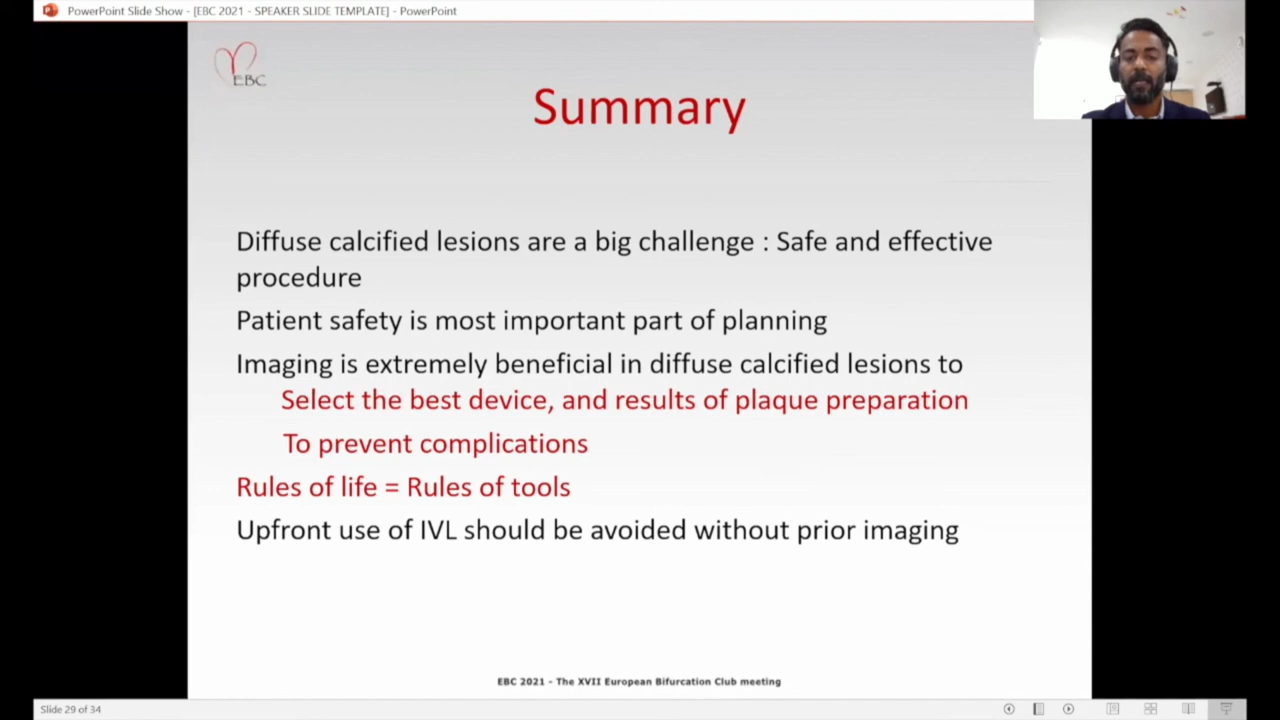 PowerPoint Slide Show - [EBC 2021 - SPEAKER SLIDE TEMPLATE] - PowerPoint
EBC
Summary
Diffuse calcified lesions are a big challenge : Safe and effective
procedure
Patient safety is most important part of planning
Imaging is extremely beneficial in diffuse calcified lesions to
Select the best device, and results of plaque preparation
To prevent complications
Rules of life = Rules of tools
Upfront use of IVL should be avoided without prior imaging
EBC 2021 - The XVII European Bifurcation Club meeting
Slide 29 of 34